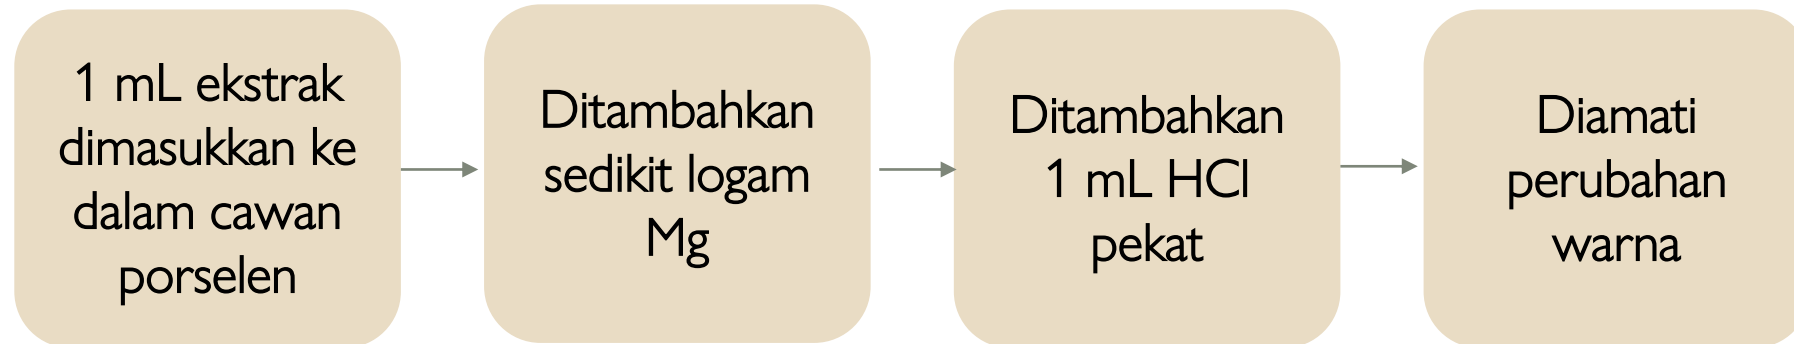 1 mL ekstrak
dimasukkan ke
dalam cawan
porselen
Ditambahkan
sedikit logam
Mg
Ditambahkan
1 mL HCl
pekat
Diamati
perubahan
warna